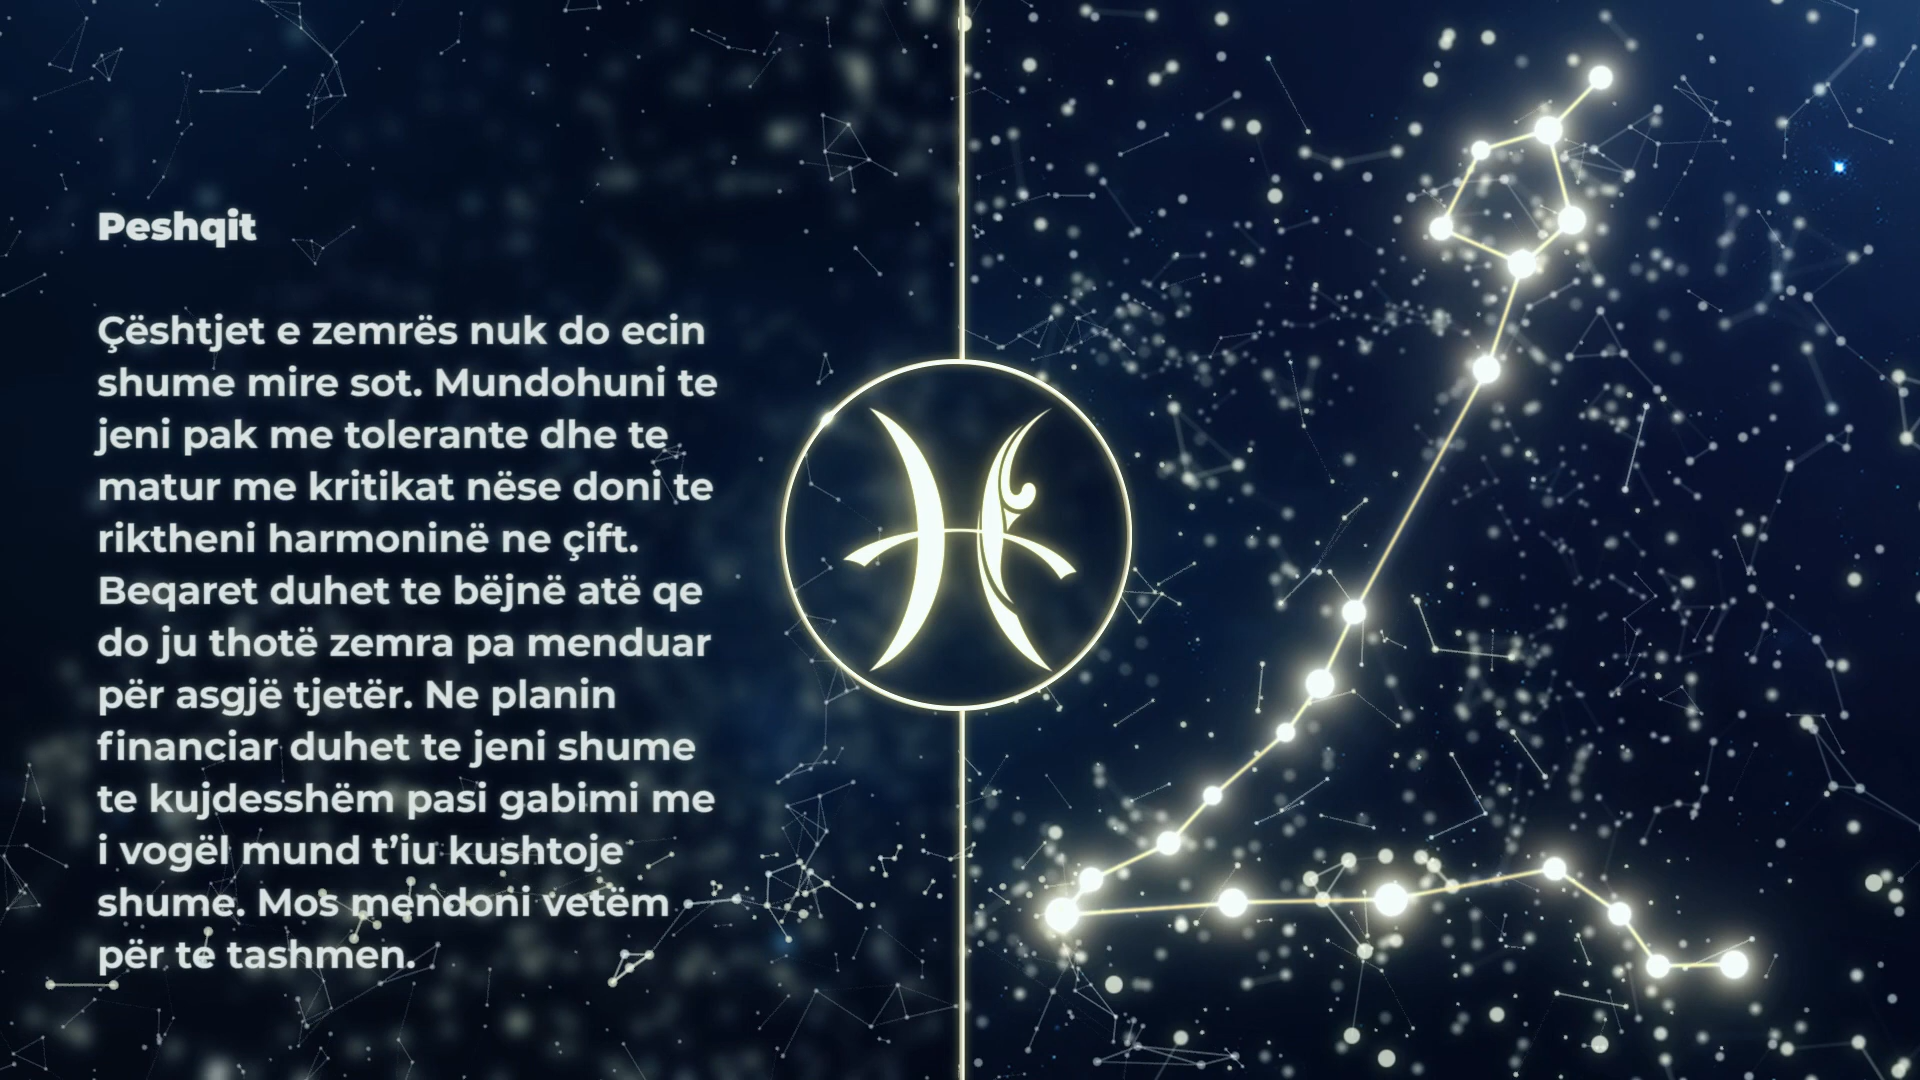 Peshqit
Çështjet e zemrës nuk do ecin
shume mire sot. Mundohuni te
jeni pak me tolerante dhe te
matur me kritikat nëse doni te
riktheni harmoninë ne çift.
Beqaret duhet te bëjnë atë qe
do ju thotë zemra pa menduar
për asgjë tjetër. Ne planin
financiar duhet te jeni shume
te kujdesshëm pasi gabimi me
i vogël mund t’iu kushtoje
shume. Mos mendoni vetëm
për te tashmen.